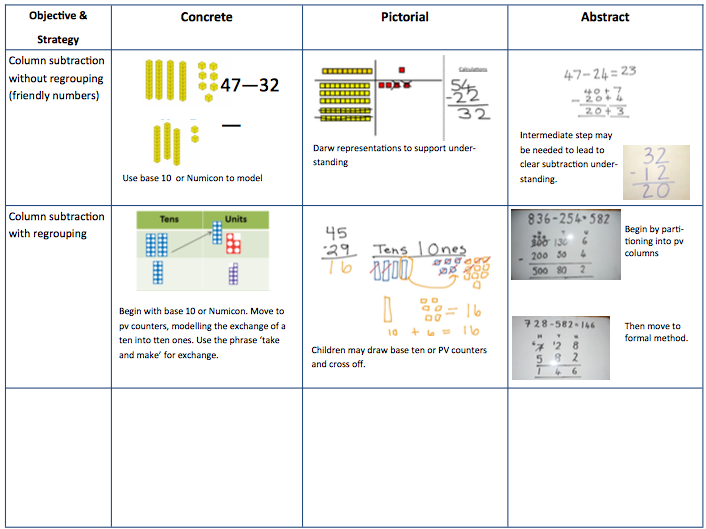 Objective &
Strategy
Concrete
Pictorial
Abstract
Column subtraction
without regrouping
(friendly numbers)
47—32
—
Use base 10 or Numicon to model
Calculations
54
-22
32
Darw representations to support under-
standing
47-24=23
40+7
- 20+4
20+3
Intermediate step may
be needed to lead to
clear subtraction under-
standing.
32
-12
20
Column subtraction
with regrouping
Tens Units
Begin with base 10 or Numicon. Move to
pv counters, modelling the exchange of a
ten into tten ones. Use the phrase ‘take
and make’ for exchange.
45
-29
16
Tens Ones
= 16
10 + 6 = 16
Children may draw base ten or PV counters
and cross off.
836-254=582
130 6
- 200 50 4
500 80 2
Begin by parti-
tioning into pv
columns
728-582=146
7 2 8
5 8 2
1 4 6
Then move to
formal method.